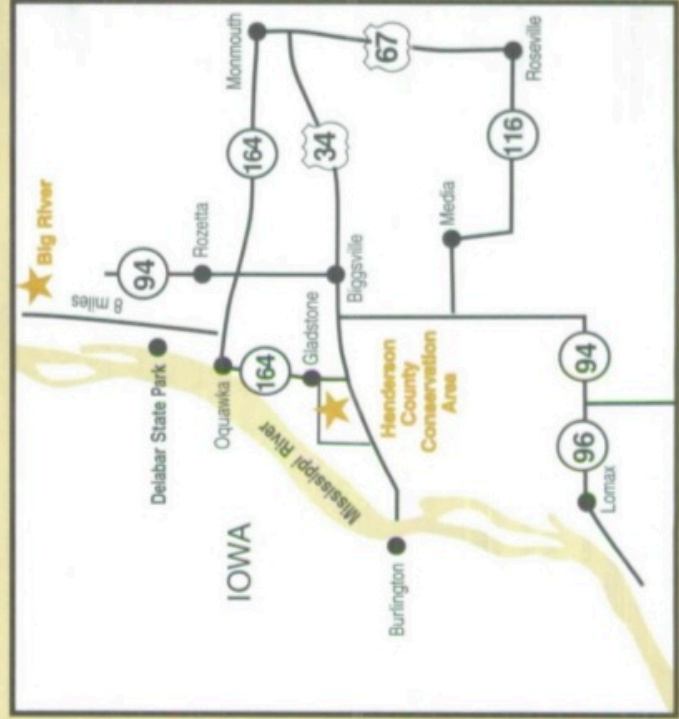 Big River
8 miles
94
Rozetta
Delabar State Park
Oquawka
164
Monmouth
164
67
34
Gladstone
Biggsville
Henderson
County
Conservation
Area
Mississippi River
IOWA
Burlington
Roseville
116
Media
94
96
Lomax